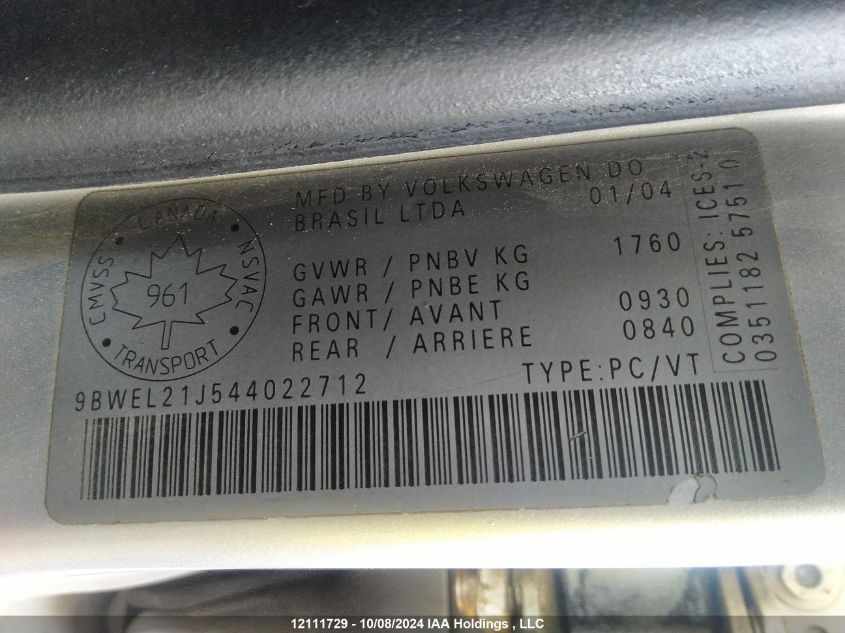 MFD BY VOLKSWAGEN DO
BRASIL LTDA 01/04
GVWR / PNBV KG 1760
GAWR / PNBE KG
FRONT/ AVANT 0930
REAR / ARRIERE 0840
CANADA
CMVSS
NSVAC
961
TRANSPORT
COMPLIES: ICES-2
0351182 5751 0
9BWEL21J544022712
TYPE:PC/VT
12111729 - 10/08/2024 IAA Holdings , LLC